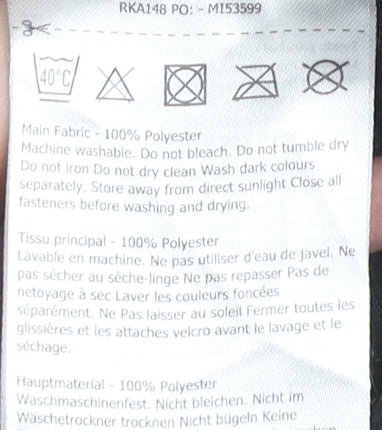 RKA148 PO: - MI53599
40°C
Main Fabric - 100% Polyester
Machine washable. Do not bleach. Do not tumble dry
Do not iron Do not dry clean Wash dark colours
separately. Store away from direct sunlight Close all
fasteners before washing and drying.
Tissu principal - 100% Polyester
Lavable en machine. Ne pas utiliser d'eau de javel. Ne
pas sécher au sèche-linge Ne pas repasser Pas de
netoyage à sec Laver les couleurs foncées
séparément. Ne Pas laisser au soleil Fermer toutes les
glissières et les attaches velcro avant le lavage et le
séchage.
Hauptmaterial - 100% Polyester
Waschmaschinenfest. Nicht bleichen. Nicht im
Wäschetrockner trocknen Nicht bügeln Keine